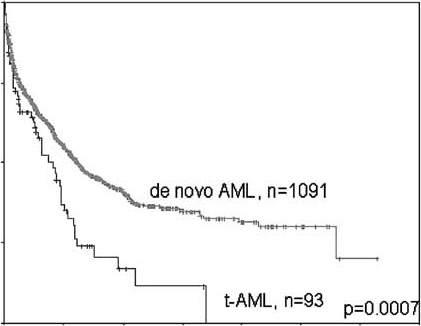 de novo AML, n=1091
t-AML, n=93
p=0.0007